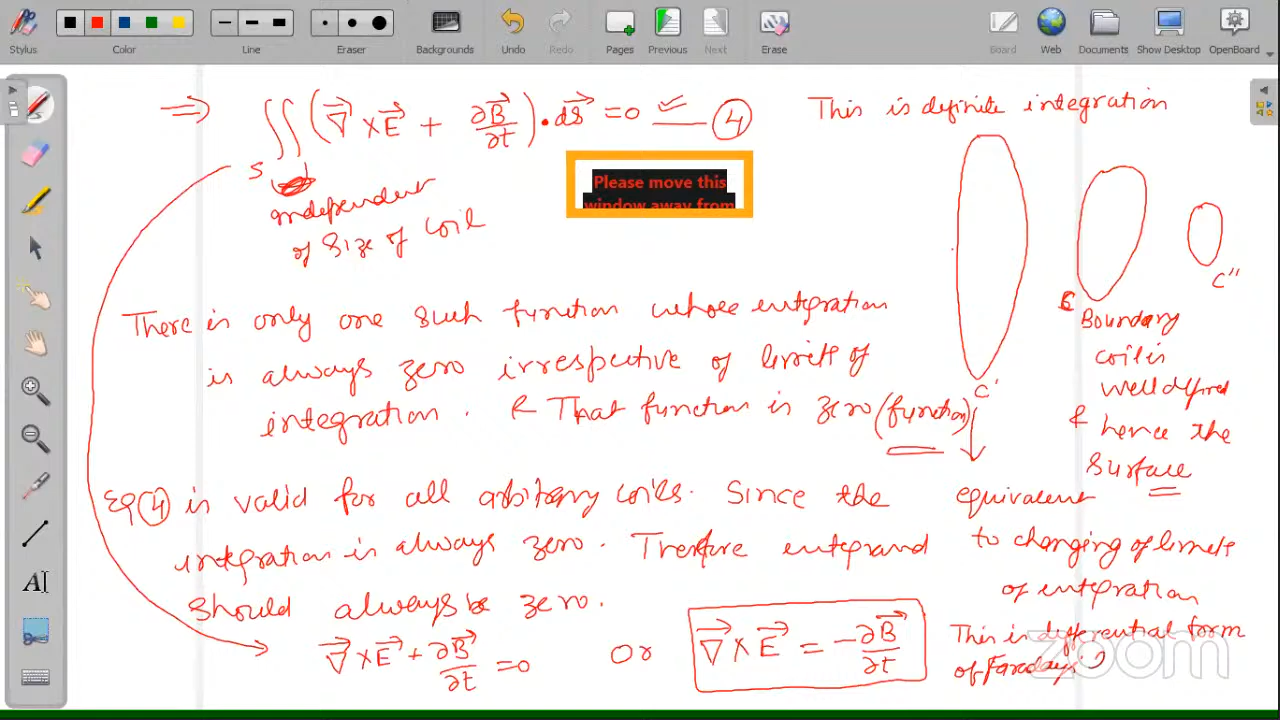 Stylus Color Line Eraser Backgrounds Undo Redo Pages Previous Next Erase Board Web Documents Show Desktop OpenBoard
⇒ ∬ (∇⃗ × E⃗ + ∂B⃗/∂t) • ds⃗ = 0 ④
S
independent
of size of coil
Please move this
window away from
There is only one such function whose integration
is always zero irrespective of limits of
integration. & That function is zero (function)
Eq ④ is valid for all arbitrary coils. Since the
integration is always zero. Therefore integrand
should always be zero.
∇⃗ × E⃗ + ∂B⃗/∂t = 0 or ∇⃗ × E⃗ = -∂B⃗/∂t
This is definite integration
C'
C
C''
Boundary
coil is
well defined
& hence the
surface
equivalent
to changing of limits
of integration
This is differential form
of Faradays
zoom
A